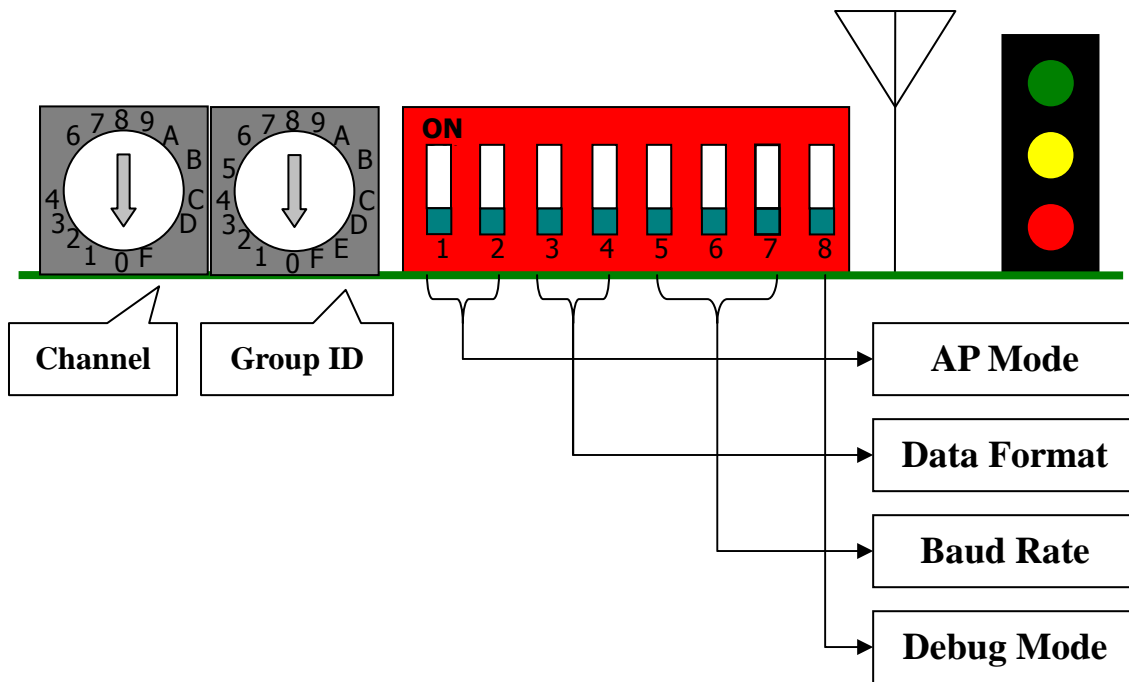 6 7 8 9 A B C D F 0 1 2 3 4
5 6 7 8 9 A B C D E F 0 1 2 3 4
ON
1 2 3 4 5 6 7 8
Channel
Group ID
AP Mode
Data Format
Baud Rate
Debug Mode